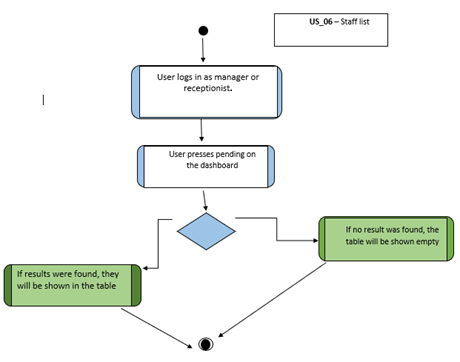 US_06 – Staff list
User logs in as manager or
receptionist.
User presses pending on
the dashboard
If no result was found, the
table will be shown empty
If results were found, they
will be shown in the table